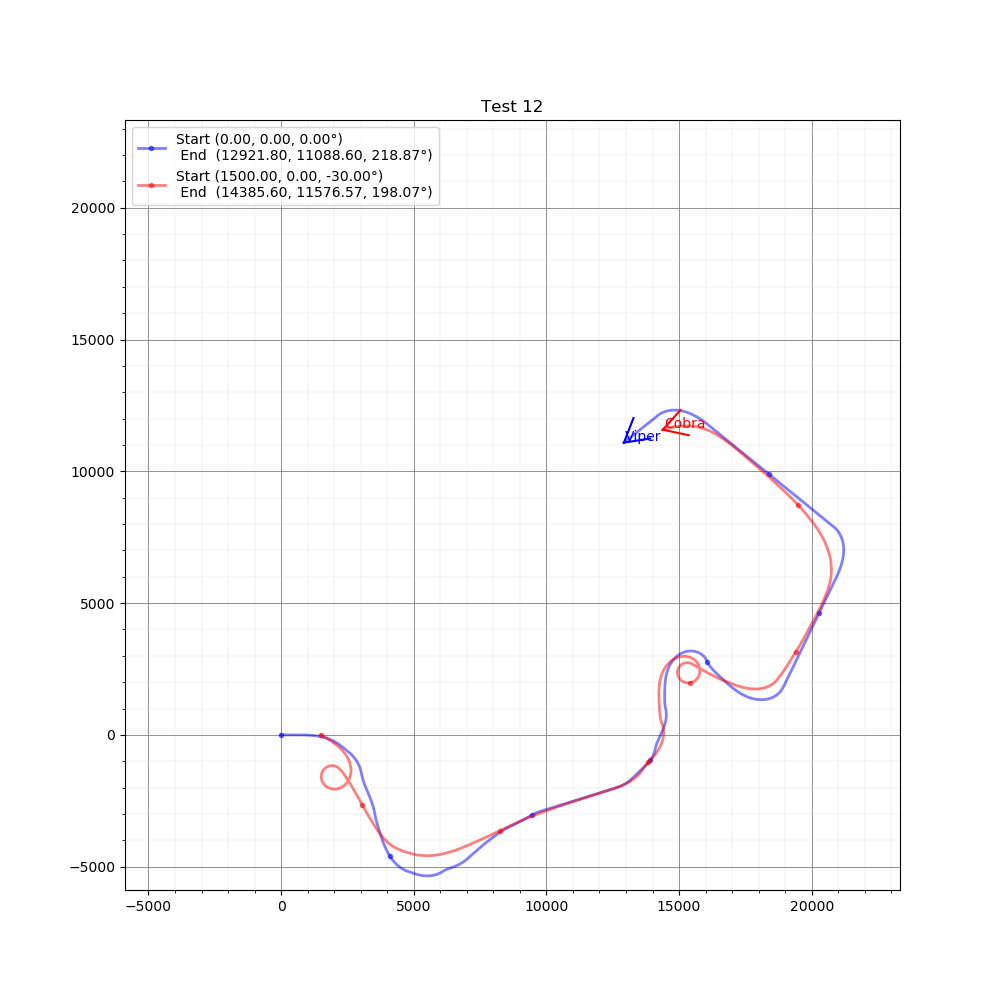 Test 12
Start (0.00, 0.00, 0.00°)
End (12921.80, 11088.60, 218.87°)
Start (1500.00, 0.00, -30.00°)
End (14385.60, 11576.57, 198.07°)
20000
15000
10000
5000
0
−5000
Cobra
Viper
−5000
0
5000
10000
15000
20000